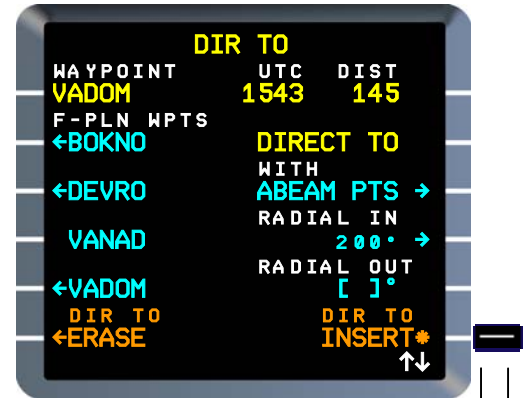 DIR TO
WAYPOINT UTC DIST
VADOM 1543 145
F-PLN WPTS
←BOKNO DIRECT TO
WITH
←DEVRO ABEAM PTS →
RADIAL IN
VANAD 200° →
RADIAL OUT
←VADOM [ ]°
DIR TO DIR TO
←ERASE INSERT*
↑↓